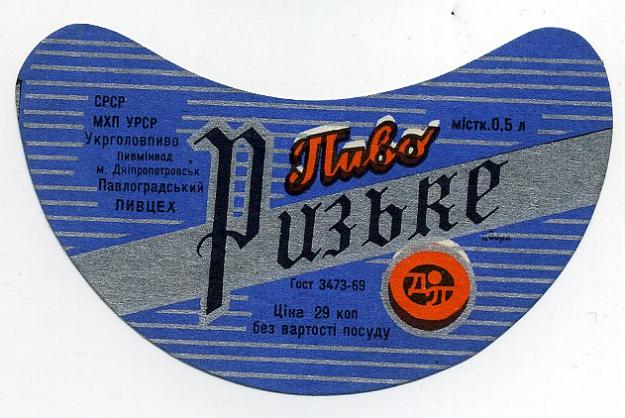 СРСР
МХП УРСР
Укрголовпиво
Пивмінвод
м. Дніпропетровськ
Павлоградський
ПИВЦЕХ
Пиво
містк.0,5 л
Ризьке
Гост 3473-69
Ціна 29 коп
без вартості посуду